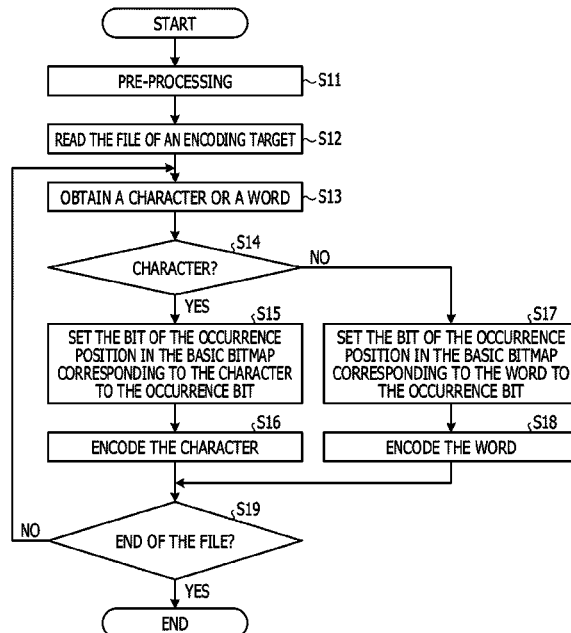 START
PRE-PROCESSING
S11
READ THE FILE OF AN ENCODING TARGET
S12
OBTAIN A CHARACTER OR A WORD
S13
S14
CHARACTER?
NO
YES
S15
SET THE BIT OF THE OCCURRENCE
POSITION IN THE BASIC BITMAP
CORRESPONDING TO THE CHARACTER
TO THE OCCURRENCE BIT
S17
SET THE BIT OF THE OCCURRENCE
POSITION IN THE BASIC BITMAP
CORRESPONDING TO THE WORD TO
THE OCCURRENCE BIT
S16
ENCODE THE CHARACTER
S18
ENCODE THE WORD
S19
NO
END OF THE FILE?
YES
END